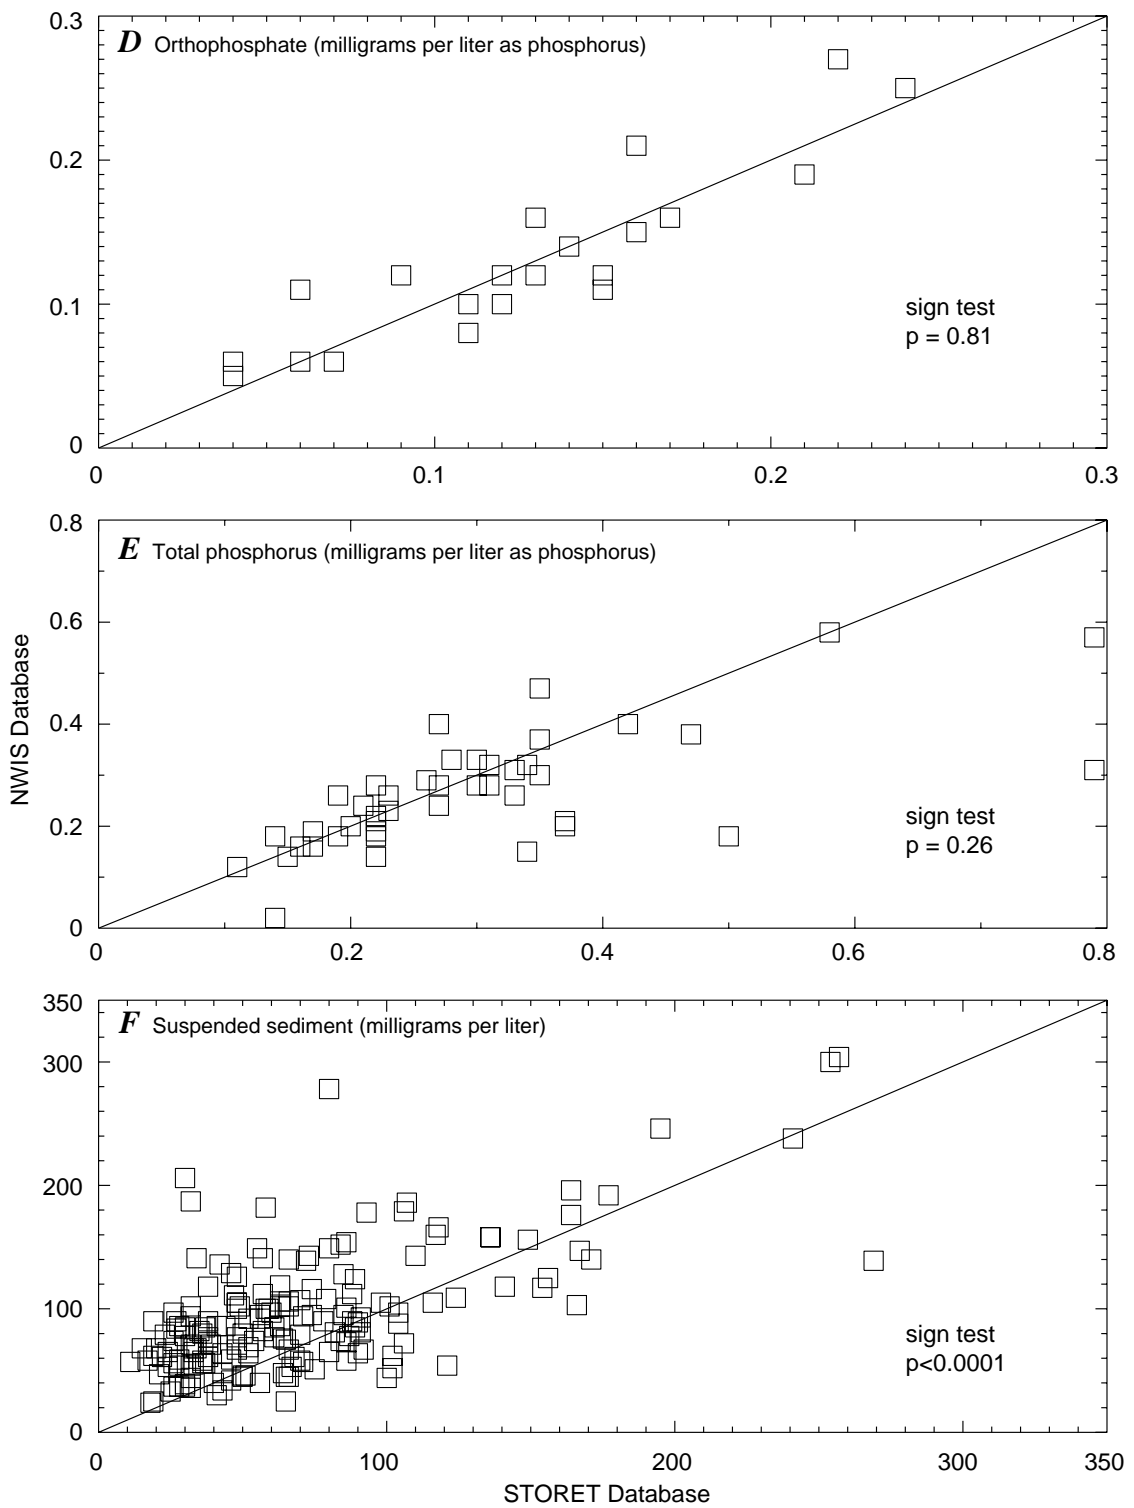 D Orthophosphate (milligrams per liter as phosphorus)
0.3
0.2
0.1
0
sign test
p = 0.81
0 0.1 0.2 0.3
E Total phosphorus (milligrams per liter as phosphorus)
0.8
0.6
0.4
0.2
0
sign test
p = 0.26
0 0.2 0.4 0.6 0.8
NWIS Database
F Suspended sediment (milligrams per liter)
350
300
200
100
0
sign test
p<0.0001
0 100 200 300 350
STORET Database